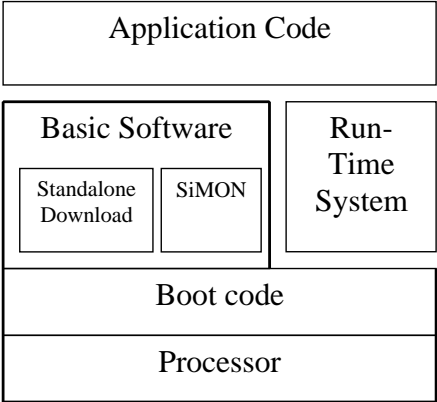 Application Code
Basic Software
Standalone
Download
SiMON
Run-
Time
System
Boot code
Processor